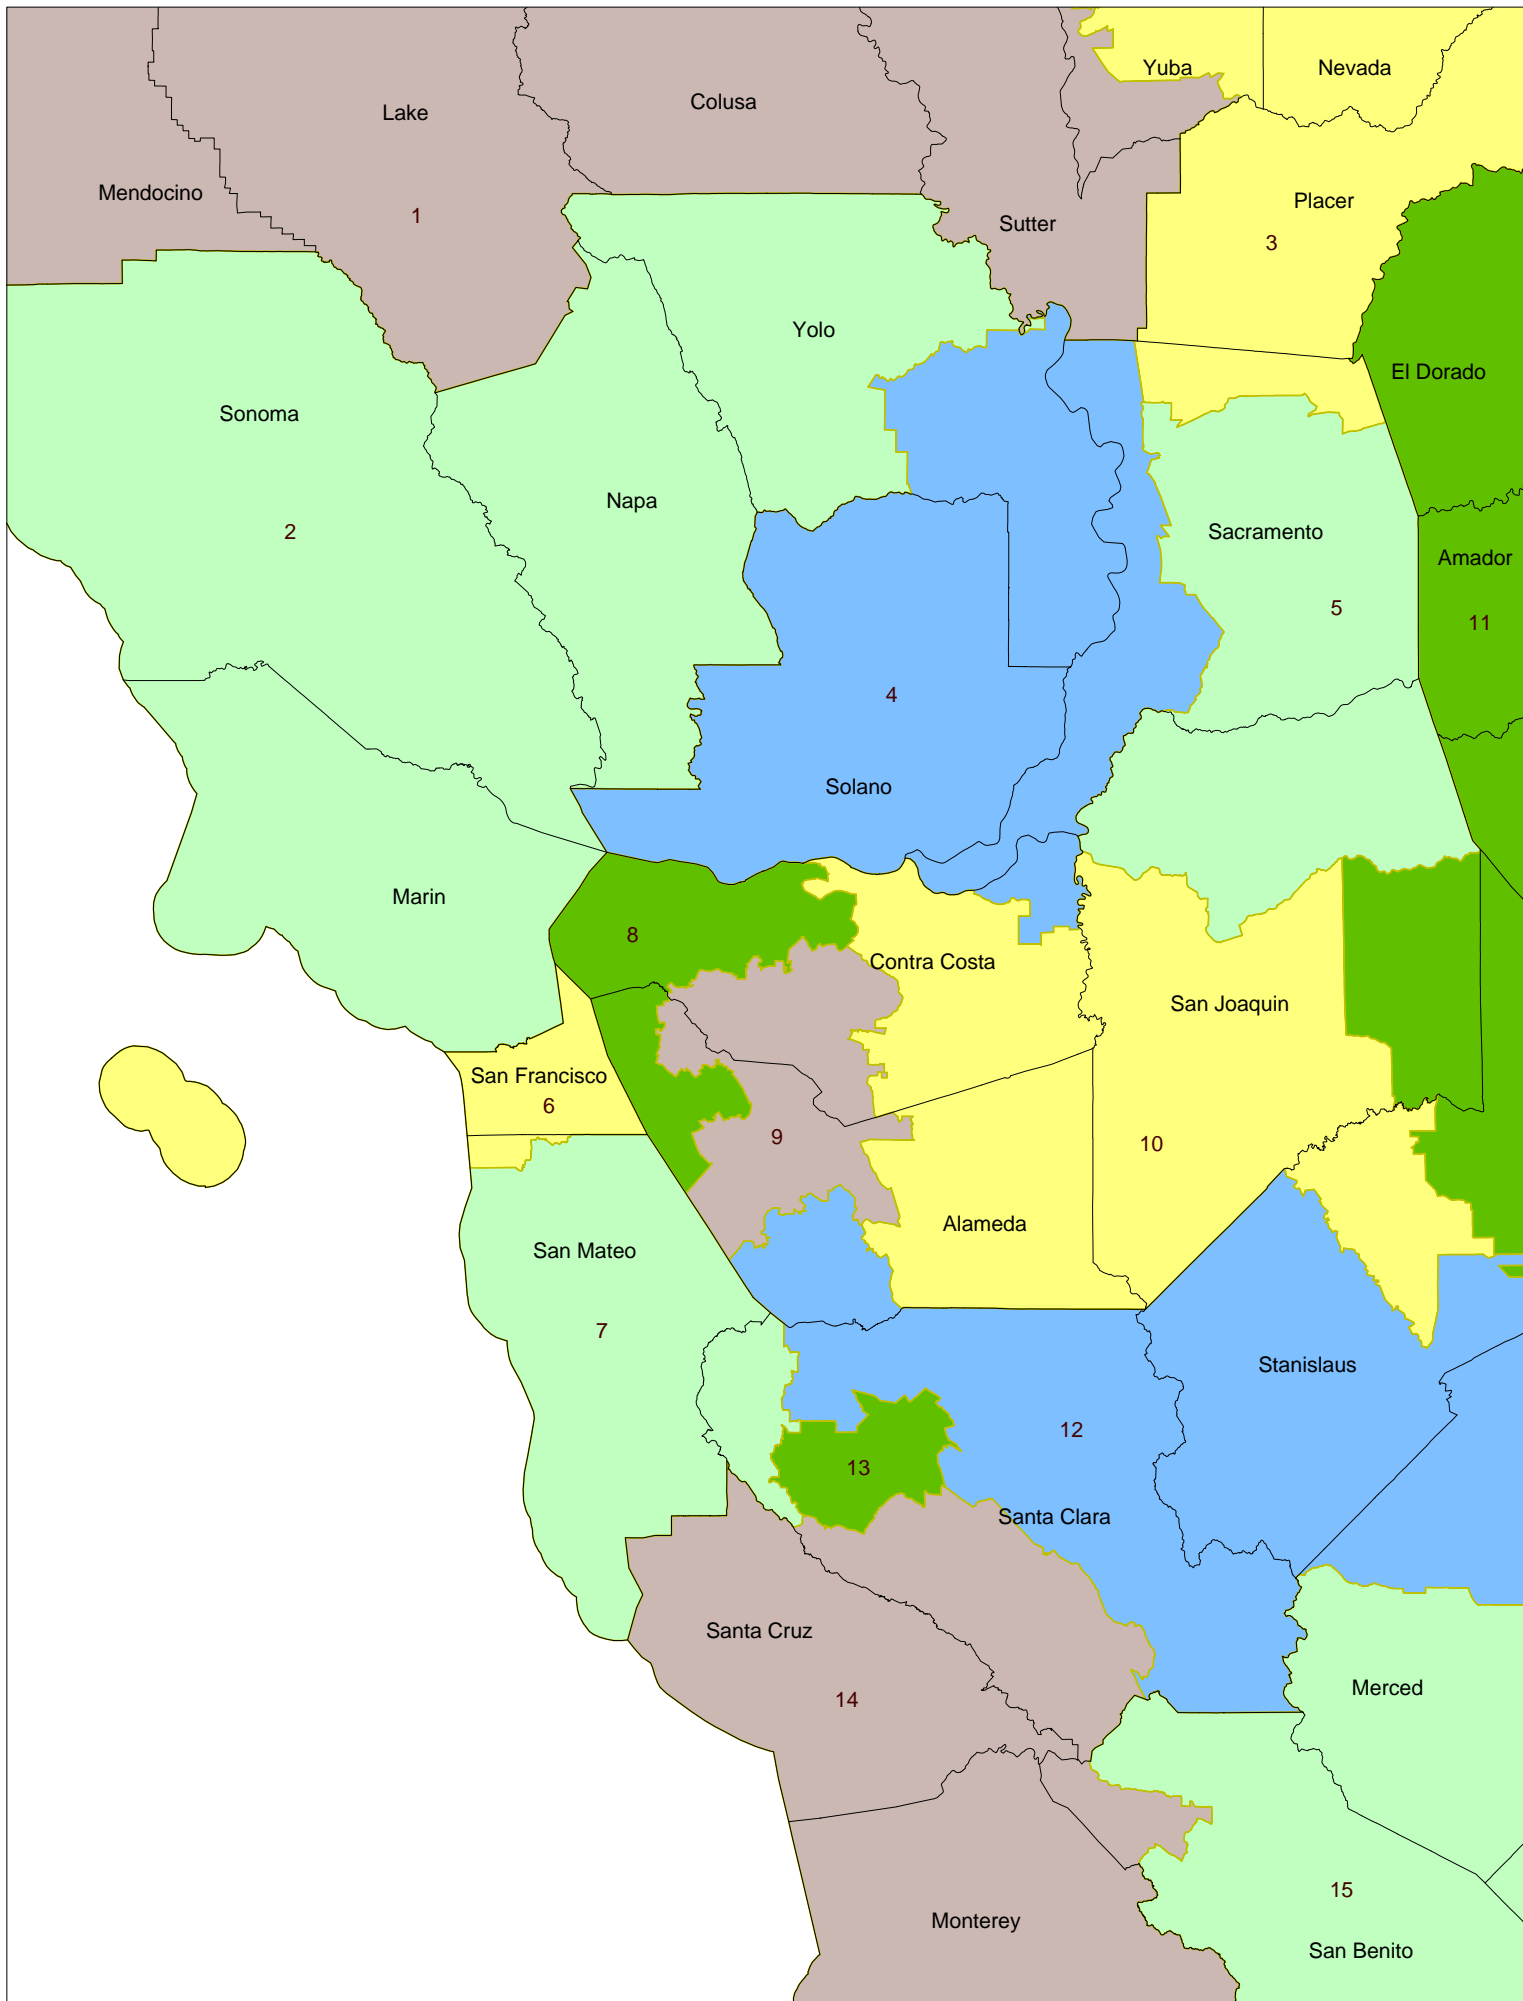 Yuba
Nevada
Colusa
Lake
Mendocino
Placer
1
Sutter
3
Yolo
El Dorado
Sonoma
Napa
2
Sacramento
Amador
5
11
4
Solano
Marin
8
Contra Costa
San Joaquin
San Francisco
6
9
10
Alameda
San Mateo
7
Stanislaus
12
13
Santa Clara
Santa Cruz
Merced
14
15
Monterey
San Benito